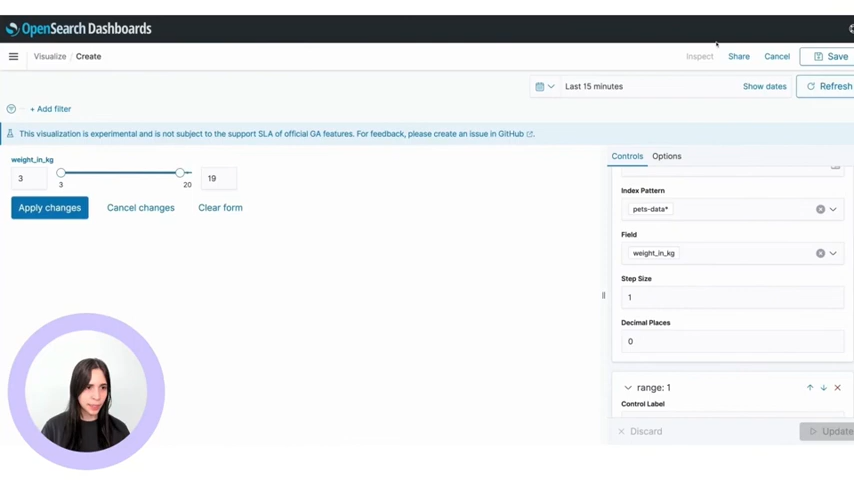 OpenSearch Dashboards
Visualize / Create
Inspect Share Cancel Save
Last 15 minutes Show dates Refresh
+ Add filter
This visualization is experimental and is not subject to the support SLA of official GA features. For feedback, please create an issue in GitHub.
weight_in_kg
3 3 20 19
Apply changes Cancel changes Clear form
Controls Options
Index Pattern
pets-data*
Field
weight_in_kg
Step Size
1
Decimal Places
0
range: 1
Control Label
Discard Update